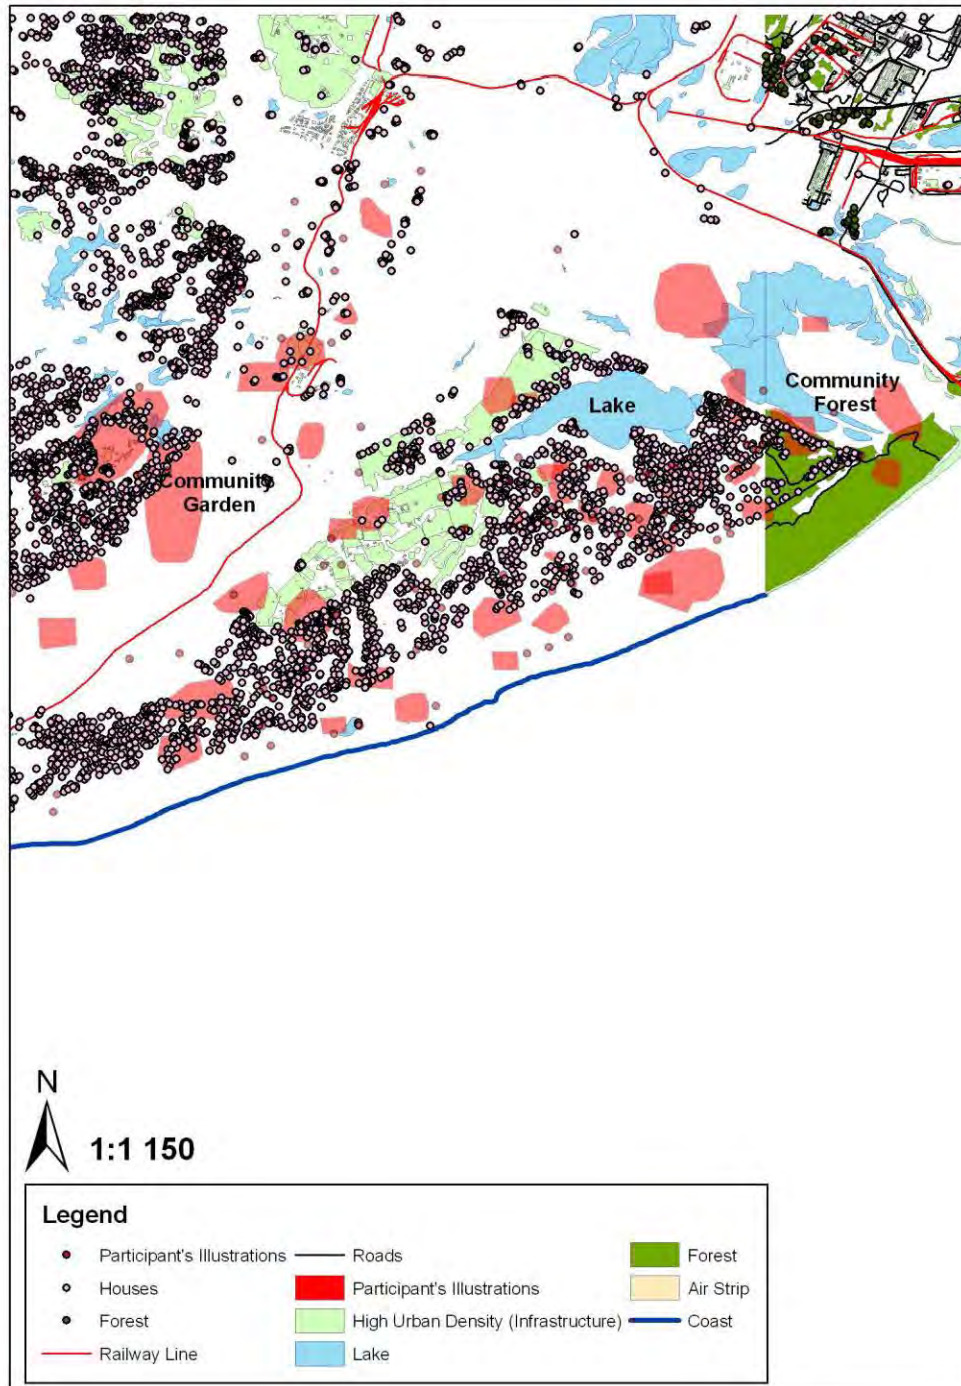 Lake
Community
Forest
Community
Garden
N
1:1 150
Legend
Participant's Illustrations
Houses
Forest
Railway Line
Roads
Participant's Illustrations
High Urban Density (Infrastructure)
Lake
Forest
Air Strip
Coast